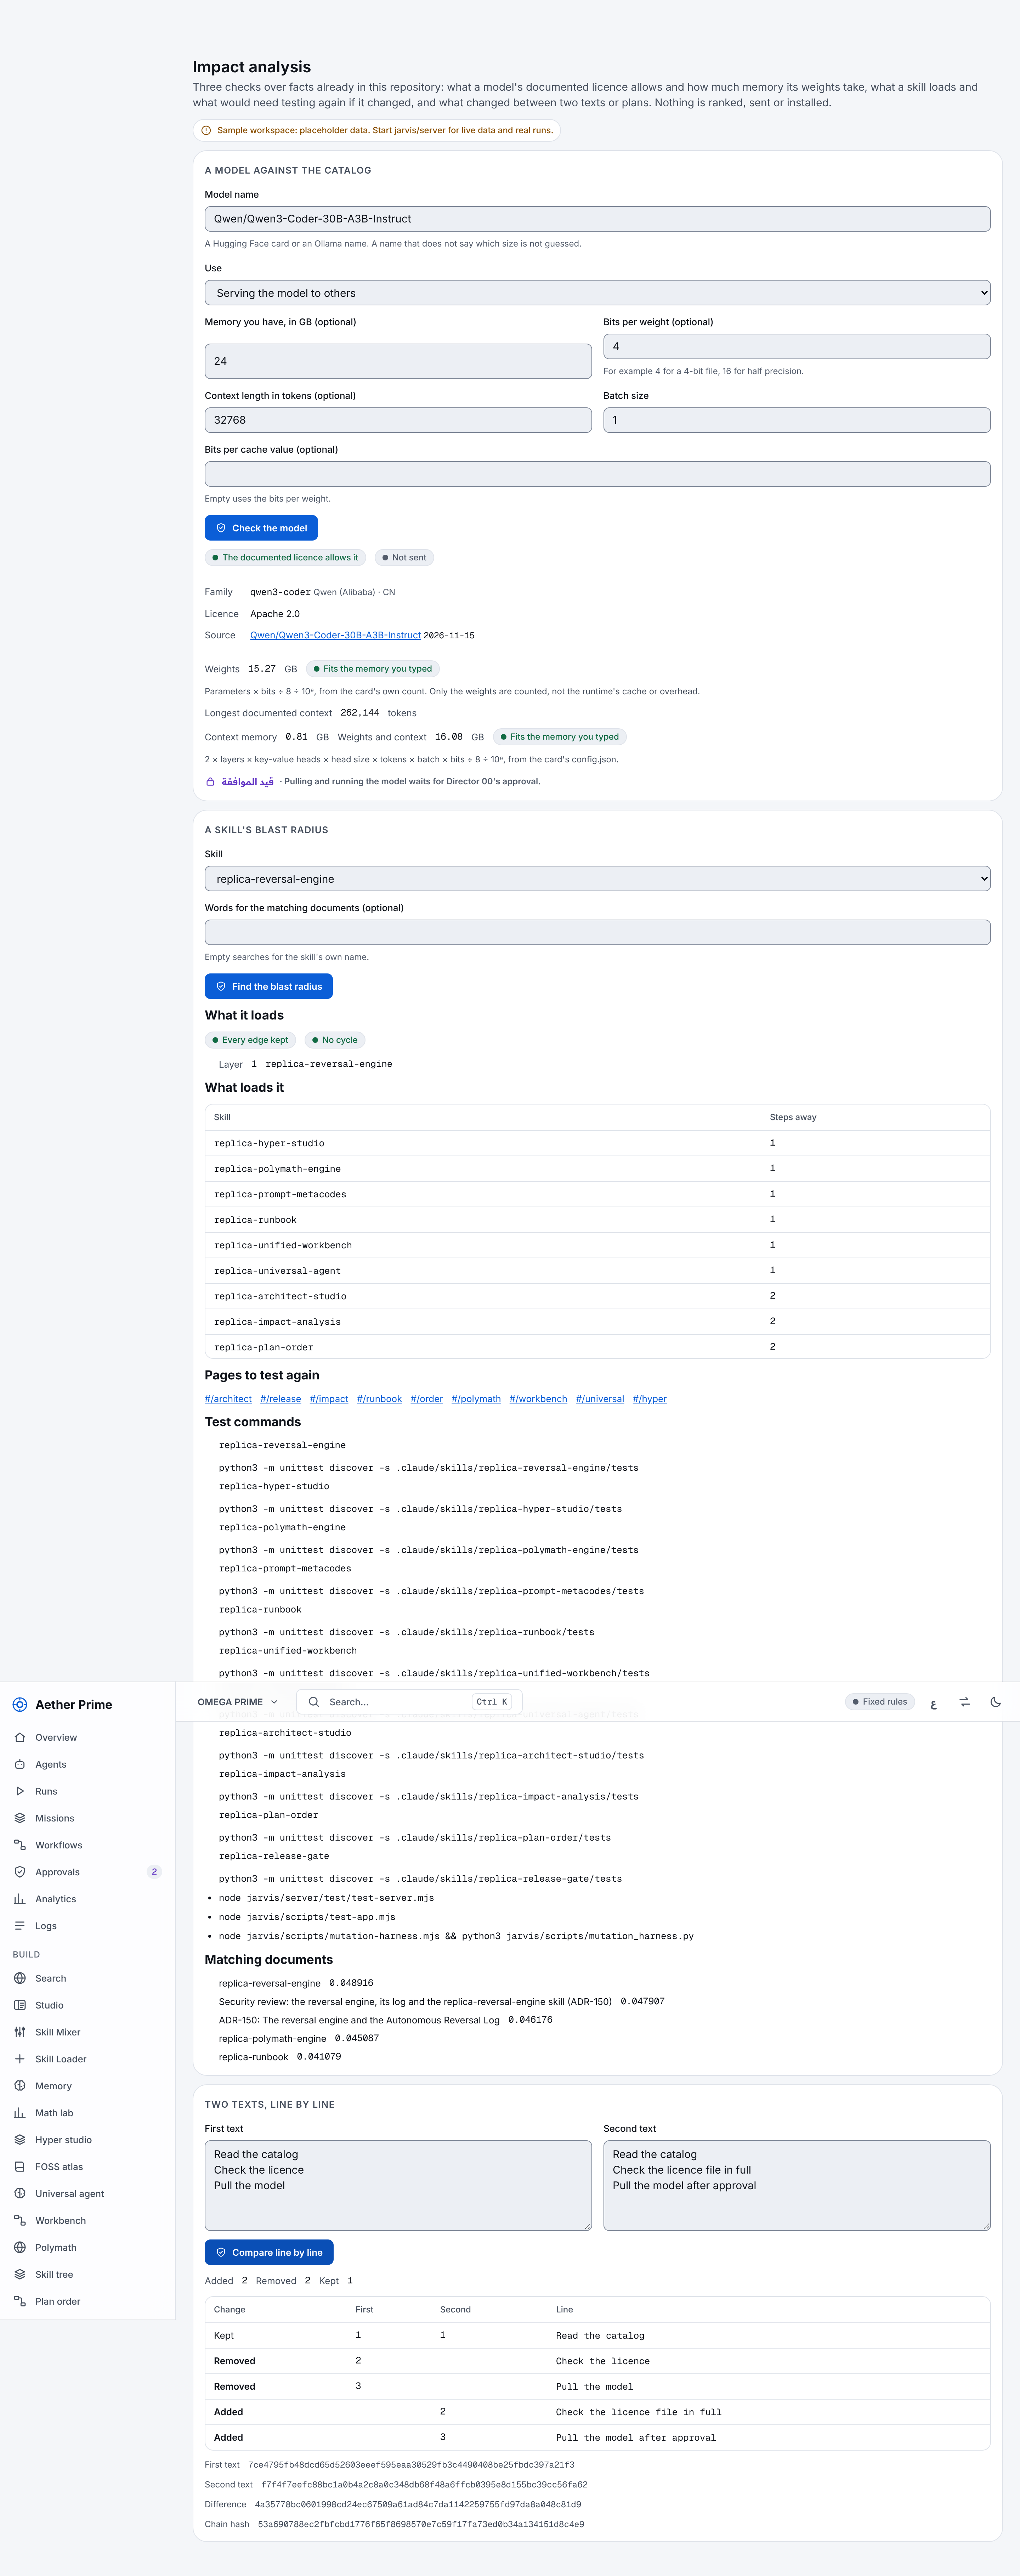 Impact analysis
Three checks over facts already in this repository: what a model's documented licence allows and how much memory its weights take, what a skill loads and
what would need testing again if it changed, and what changed between two texts or plans. Nothing is ranked, sent or installed.
Sample workspace: placeholder data. Start jarvis/server for live data and real runs.
A MODEL AGAINST THE CATALOG
Model name
Qwen/Qwen3-Coder-30B-A3B-Instruct
A Hugging Face card or an Ollama name. A name that does not say which size is not guessed.
Use
Serving the model to others
Memory you have, in GB (optional)
24
Bits per weight (optional)
4
For example 4 for a 4-bit file, 16 for half precision.
Context length in tokens (optional)
32768
Batch size
1
Bits per cache value (optional)
Empty uses the bits per weight.
Check the model
The documented licence allows it
Not sent
Family qwen3-coder Qwen (Alibaba) · CN
Licence Apache 2.0
Source Qwen/Qwen3-Coder-30B-A3B-Instruct 2026-11-15
Weights 15.27 GB Fits the memory you typed
Parameters × bits ÷ 8 ÷ 10⁹, from the card's own count. Only the weights are counted, not the runtime's cache or overhead.
Longest documented context 262,144 tokens
Context memory 0.81 GB Weights and context 16.08 GB Fits the memory you typed
2 × layers × key-value heads × head size × tokens × batch × bits ÷ 8 ÷ 10⁹, from the card's config.json.
قيد الموافقة · Pulling and running the model waits for Director 00's approval.
A SKILL'S BLAST RADIUS
Skill
replica-reversal-engine
Words for the matching documents (optional)
Empty searches for the skill's own name.
Find the blast radius
What it loads
Every edge kept
No cycle
Layer 1 replica-reversal-engine
What loads it
Skill Steps away
replica-hyper-studio 1
replica-polymath-engine 1
replica-prompt-metacodes 1
replica-runbook 1
replica-unified-workbench 1
replica-universal-agent 1
replica-architect-studio 2
replica-impact-analysis 2
replica-plan-order 2
Pages to test again
#/architect #/release #/impact #/runbook #/order #/polymath #/workbench #/universal #/hyper
Test commands
replica-reversal-engine
python3 -m unittest discover -s .claude/skills/replica-reversal-engine/tests
replica-hyper-studio
python3 -m unittest discover -s .claude/skills/replica-hyper-studio/tests
replica-polymath-engine
python3 -m unittest discover -s .claude/skills/replica-polymath-engine/tests
replica-prompt-metacodes
python3 -m unittest discover -s .claude/skills/replica-prompt-metacodes/tests
replica-runbook
python3 -m unittest discover -s .claude/skills/replica-runbook/tests
replica-unified-workbench
python3 -m unittest discover -s .claude/skills/replica-unified-workbench/tests
Aether Prime
OMEGA PRIME
Search...
Ctrl K
Fixed rules
ع
replica-architect-studio
python3 -m unittest discover -s .claude/skills/replica-architect-studio/tests
replica-impact-analysis
python3 -m unittest discover -s .claude/skills/replica-impact-analysis/tests
replica-plan-order
python3 -m unittest discover -s .claude/skills/replica-plan-order/tests
replica-release-gate
python3 -m unittest discover -s .claude/skills/replica-release-gate/tests
• node jarvis/server/test/test-server.mjs
• node jarvis/scripts/test-app.mjs
• node jarvis/scripts/mutation-harness.mjs && python3 jarvis/scripts/mutation_harness.py
Matching documents
replica-reversal-engine 0.048916
Security review: the reversal engine, its log and the replica-reversal-engine skill (ADR-150) 0.047907
ADR-150: The reversal engine and the Autonomous Reversal Log 0.046176
replica-polymath-engine 0.045087
replica-runbook 0.041079
Overview
Agents
Runs
Missions
Workflows
Approvals 2
Analytics
Logs
BUILD
Search
Studio
Skill Mixer
Skill Loader
Memory
Math lab
Hyper studio
FOSS atlas
Universal agent
Workbench
Polymath
Skill tree
Plan order
TWO TEXTS, LINE BY LINE
First text
Read the catalog
Check the licence
Pull the model
Second text
Read the catalog
Check the licence file in full
Pull the model after approval
Compare line by line
Added 2 Removed 2 Kept 1
Change First Second Line
Kept 1 1 Read the catalog
Removed 2 Check the licence
Removed 3 Pull the model
Added 2 Check the licence file in full
Added 3 Pull the model after approval
First text 7ce4795fb48dcd65d52603eeef595eaa30529fb3c4490408be25fbdc397a21f3
Second text f7f4f7eefc88bc1a0b4a2c8a0c348db68f48a6ffcb0395e8d155bc39cc56fa62
Difference 4a35778bc0601998cd24ec67509a61ad84c7da1142259755fd97da8a048c81d9
Chain hash 53a690788ec2fbfcbd1776f65f8698570e7c59f17fa73ed0b34a134151d8c4e9